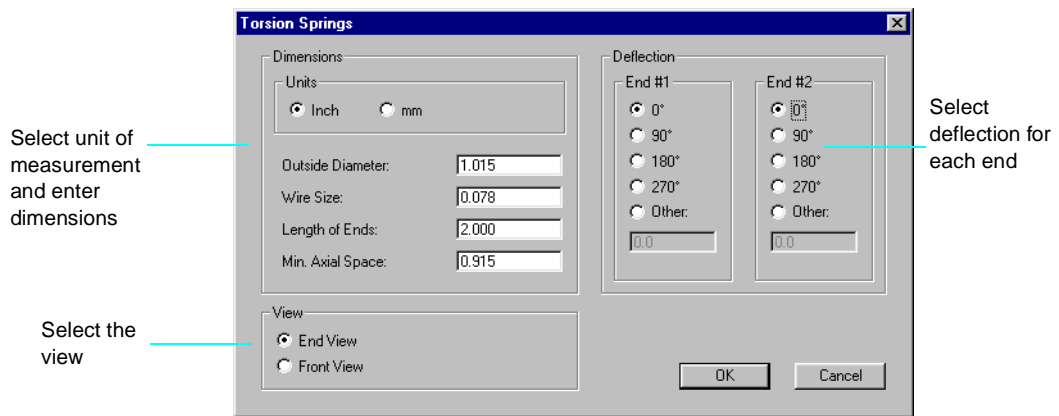 Torsion Springs
Dimensions
Units
Inch
mm
Outside Diameter:
1.015
Wire Size:
0.078
Length of Ends:
2.000
Min. Axial Space:
0.915
View
End View
Front View
Deflection
End #1
0°
90°
180°
270°
Other:
0.0
End #2
0°
90°
180°
270°
Other:
0.0
OK
Cancel
Select unit of
measurement
and enter
dimensions
Select the
view
Select
deflection for
each end